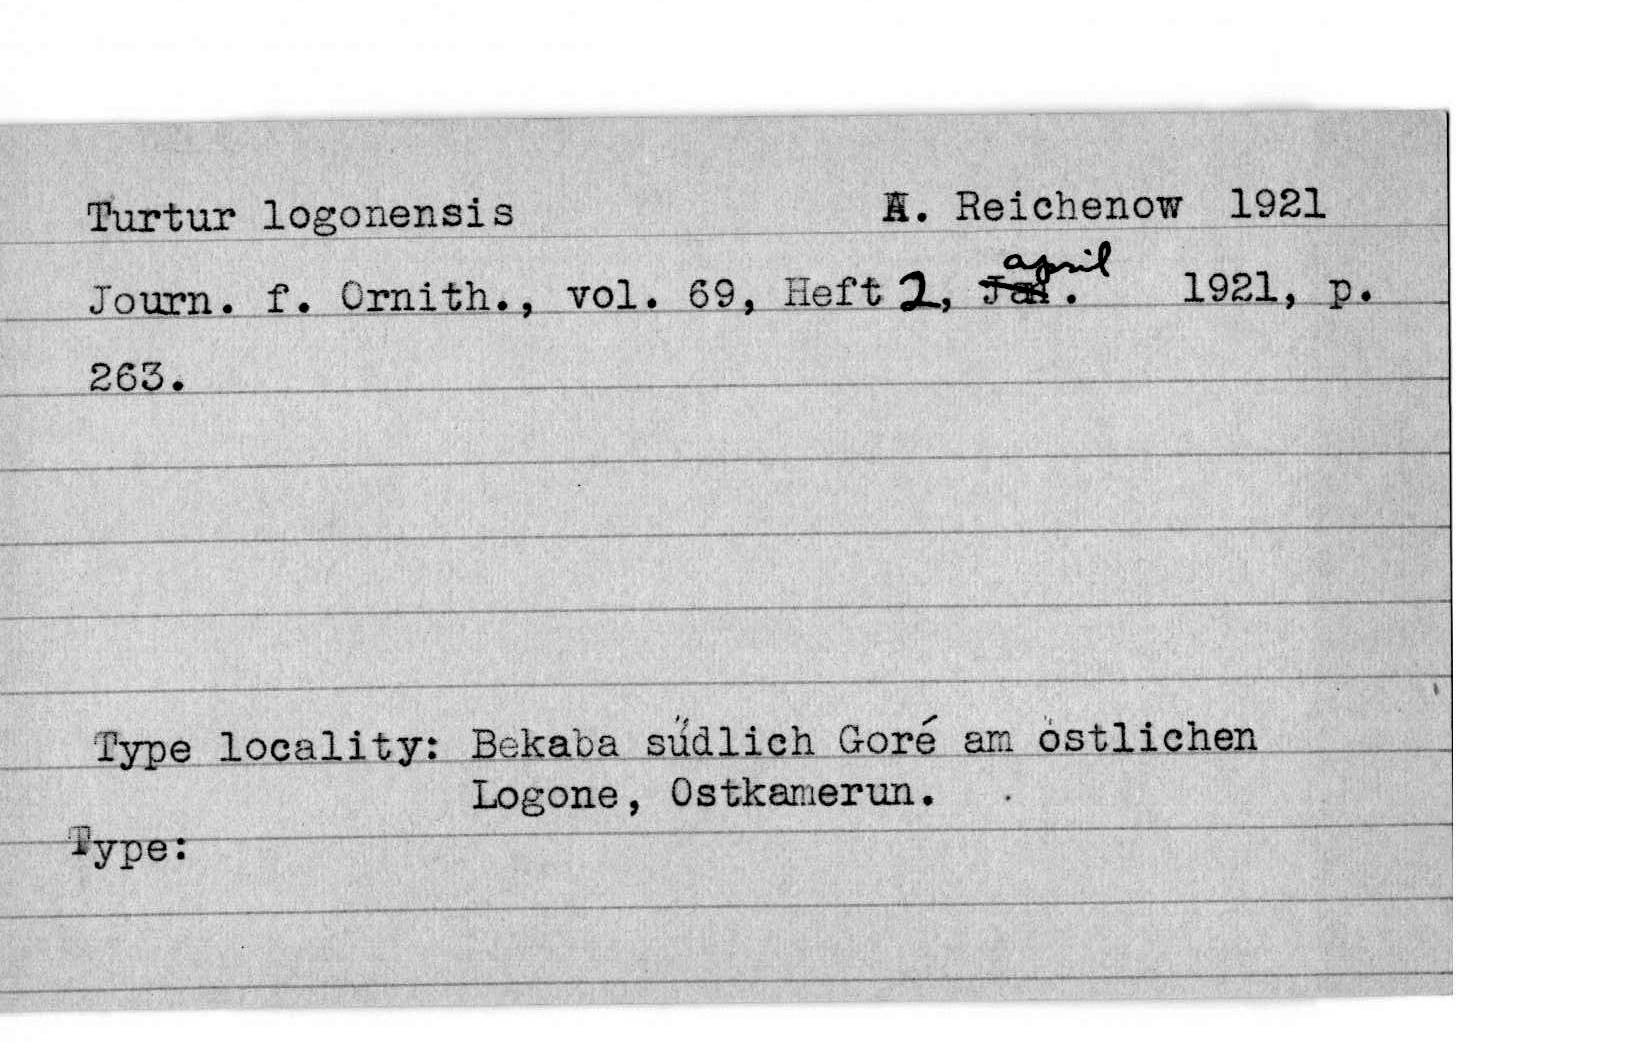 Turtur logonensis A. Reichenow 1921
april
Journ. f. Ornith., vol. 69, Heft 2, Jan. 1921, p.
263.
Type locality: Bekaba südlich Goré am östlichen
Logone, Ostkamerun.
Type: